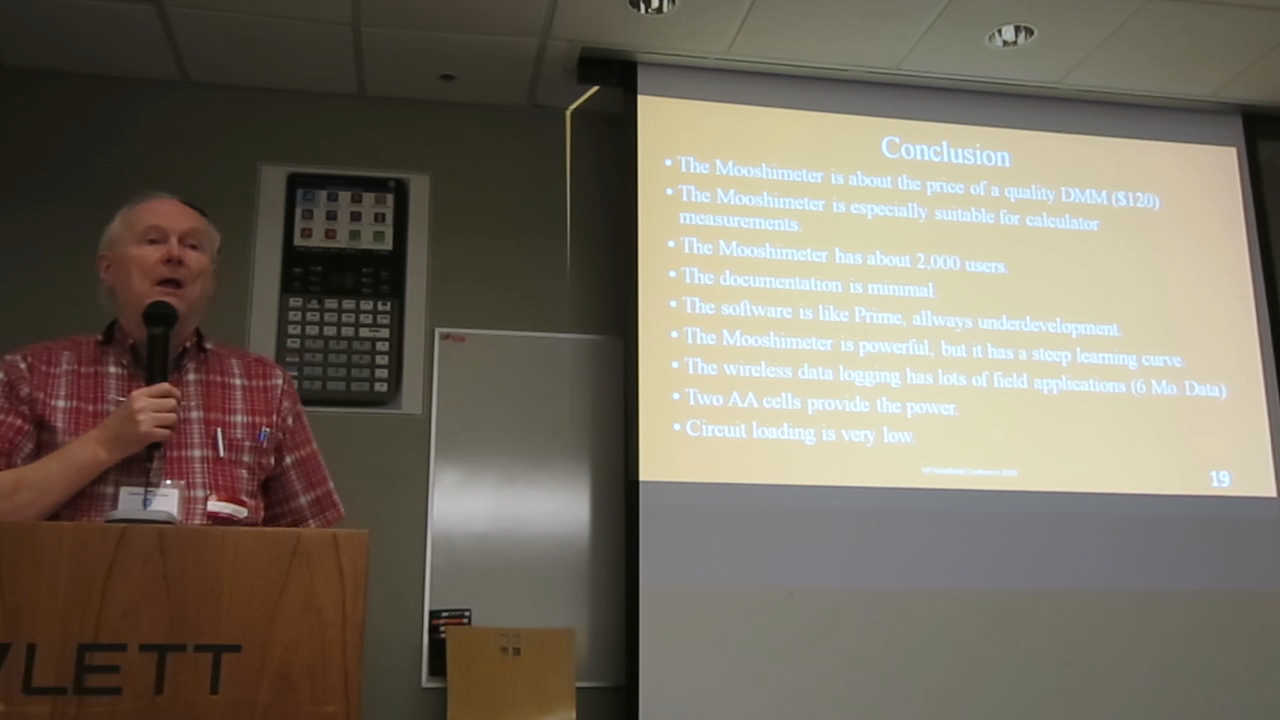 Conclusion
• The Mooshimeter is about the price of a quality DMM ($120)
• The Mooshimeter is especially suitable for calculator
measurements.
• The Mooshimeter has about 2,000 users.
• The documentation is minimal.
• The software is like Prime, allways underdevelopment.
• The Mooshimeter is powerful, but it has a steep learning curve.
• The wireless data logging has lots of field applications (6 Mo. Data)
• Two AA cells provide the power.
• Circuit loading is very low.
HP Handheld Conference
19
LETT